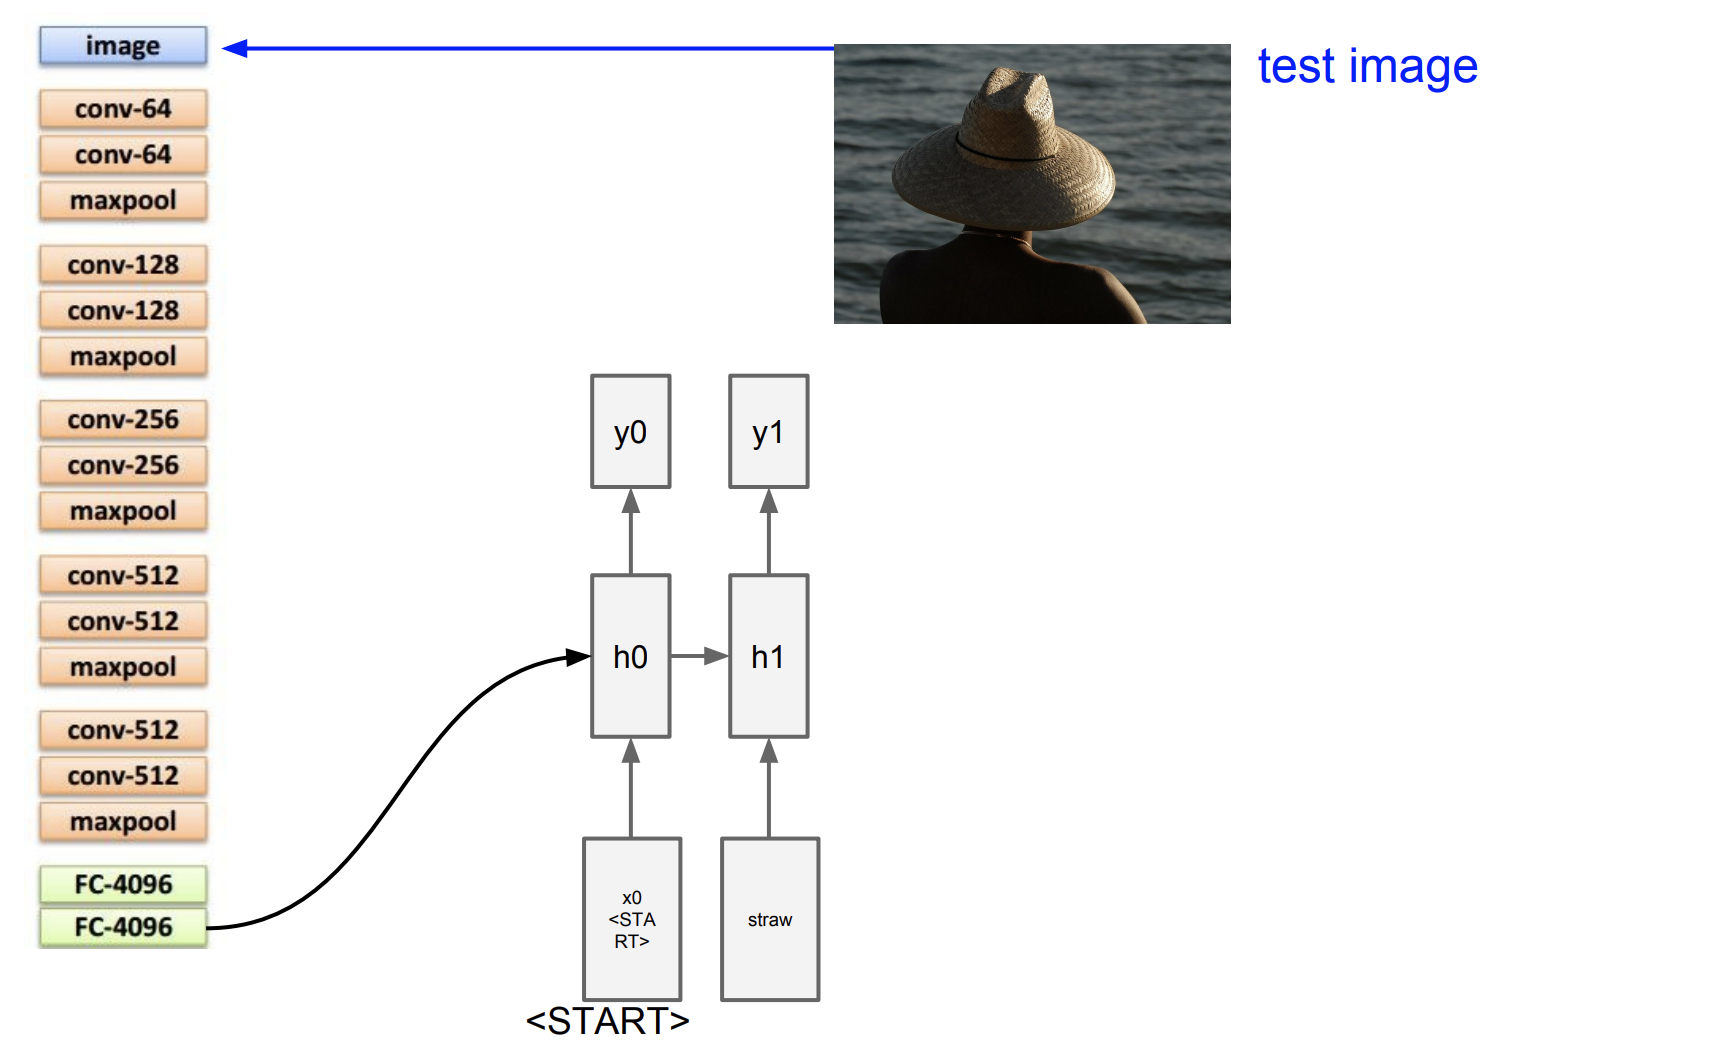 image
test image
conv-64
conv-64
maxpool
conv-128
conv-128
maxpool
conv-256
conv-256
maxpool
conv-512
conv-512
maxpool
conv-512
conv-512
maxpool
FC-4096
FC-4096
y0
y1
h0
h1
x0
<STA
RT>
straw
<START>